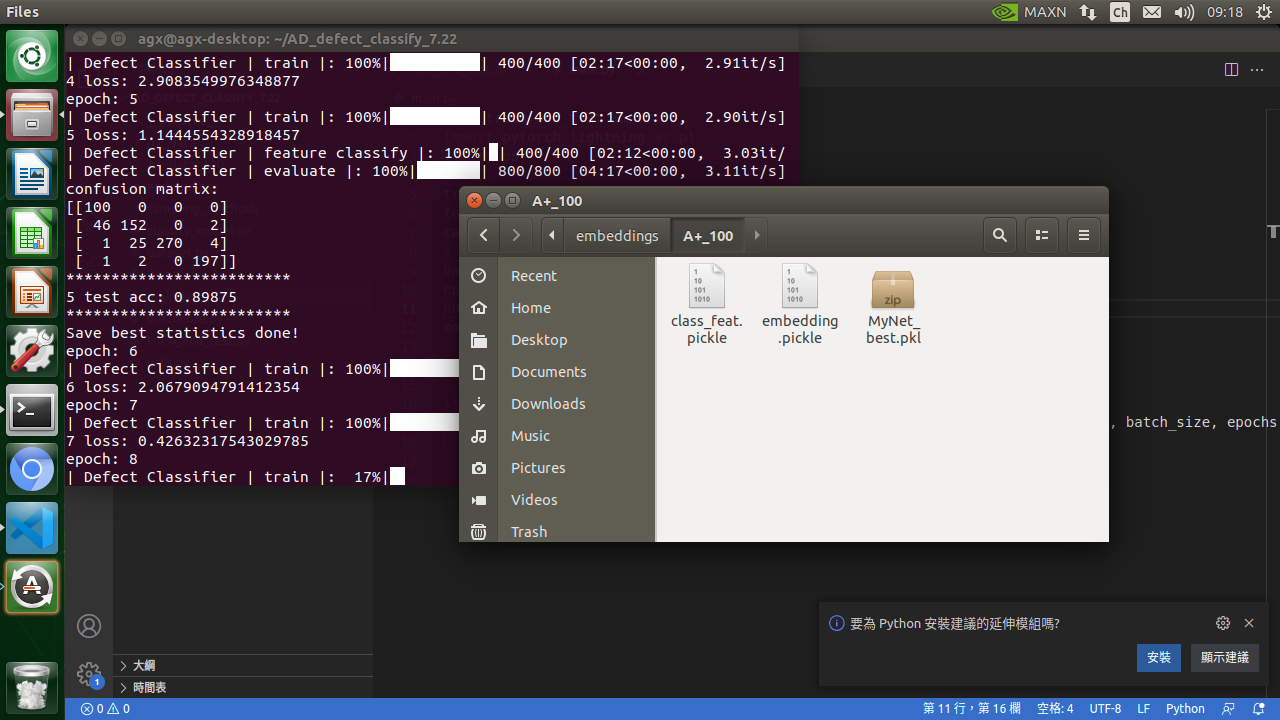 Files
MAXN
Ch
09:18
agx@agx-desktop: ~/AD_defect_classify_7.22
| Defect Classifier | train |: 100%| | 400/400 [02:17<00:00,  2.91it/s]
4 loss: 2.9083549976348877
epoch: 5
| Defect Classifier | train |: 100%| | 400/400 [02:17<00:00,  2.90it/s]
5 loss: 1.1444554328918457
| Defect Classifier | feature classify |: 100%| | 400/400 [02:12<00:00,  3.03it/
| Defect Classifier | evaluate |: 100%| | 800/800 [04:17<00:00,  3.11it/s]
confusion matrix:
[[100   0   0   0]
 [ 46 152   0   2]
 [  1  25 270   4]
 [  1   2   0 197]]
*************************
5 test acc: 0.89875
*************************
Save best statistics done!
epoch: 6
| Defect Classifier | train |: 100%|
6 loss: 2.0679094791412354
epoch: 7
| Defect Classifier | train |: 100%|
7 loss: 0.42632317543029785
epoch: 8
| Defect Classifier | train |:  17%|
A+_100
embeddings
A+_100
Recent
Home
Desktop
Documents
Downloads
Music
Pictures
Videos
Trash
class_feat.
pickle
embedding
.pickle
zip
MyNet_
best.pkl
, batch_size, epochs
要為 Python 安裝建議的延伸模組嗎?
安裝
顯示建議
大綱
時間表
1
0
0
第 11 行，第 16 欄
空格: 4
UTF-8
LF
Python